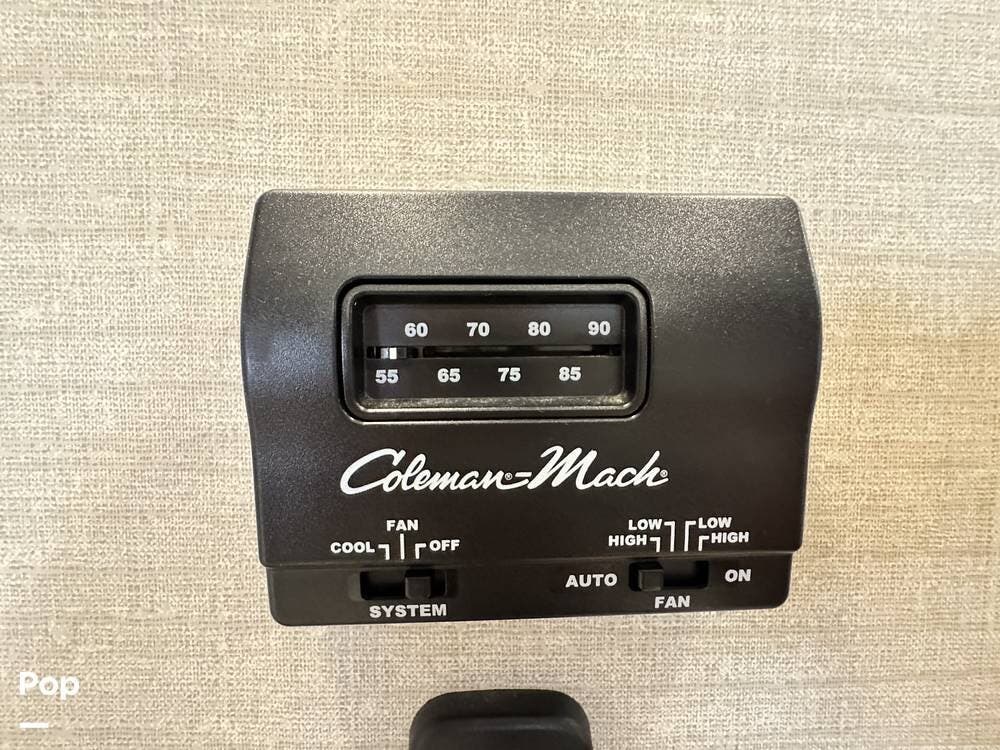 60 70 80 90
55 65 75 85
Coleman®-Mach®
FAN
COOL OFF
SYSTEM
LOW LOW
HIGH HIGH
AUTO ON
FAN
Pop